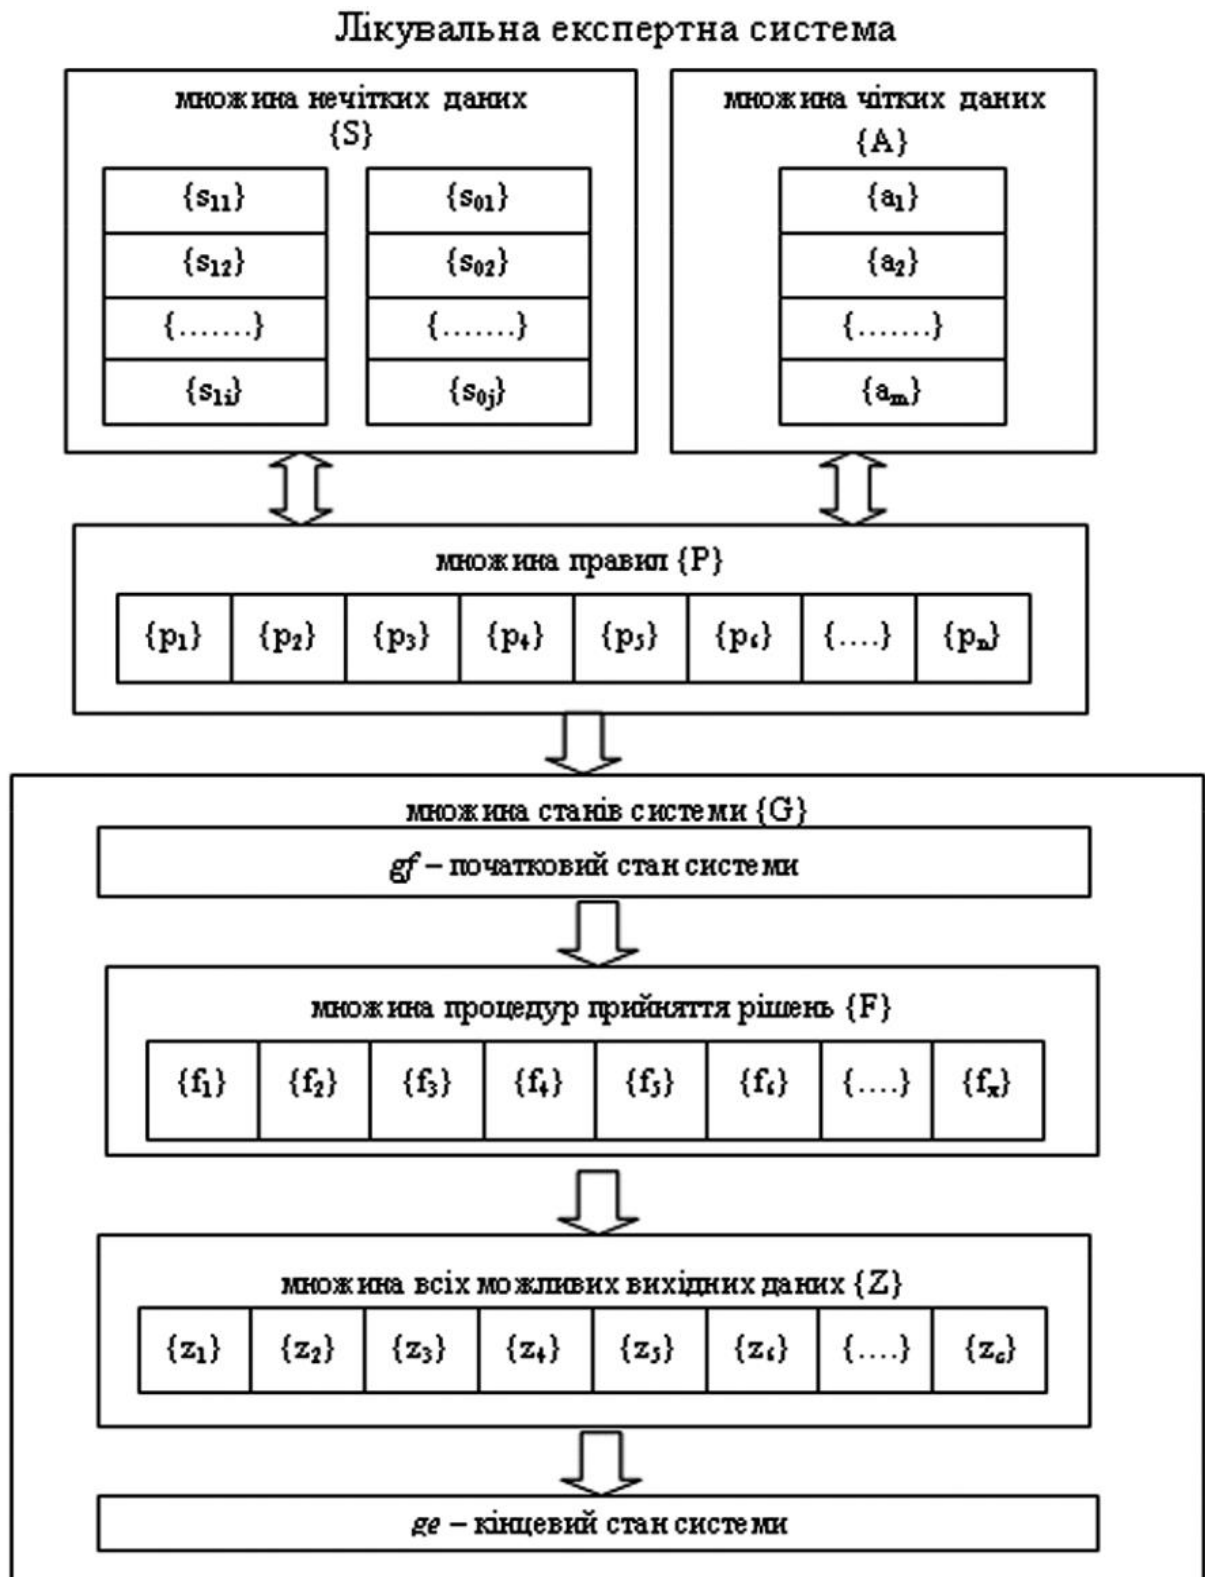 Лікувальна експертна система
множина нечітких даних
{S}
{s₁₁}
{s₁₂}
{.......}
{s₁ᵢ}
{s₀₁}
{s₀₂}
{.......}
{s₀ⱼ}
множина чітких даних
{A}
{a₁}
{a₂}
{.......}
{aₘ}
множина правил {P}
{p₁} {p₂} {p₃} {p₄} {p₅} {p₆} {....} {pₙ}
множина станів системи {G}
gf – початковий стан системи
множина процедур прийняття рішень {F}
{f₁} {f₂} {f₃} {f₄} {f₅} {f₆} {....} {fₓ}
множина всіх можливих вихідних даних {Z}
{z₁} {z₂} {z₃} {z₄} {z₅} {z₆} {....} {z_c}
ge – кінцевий стан системи